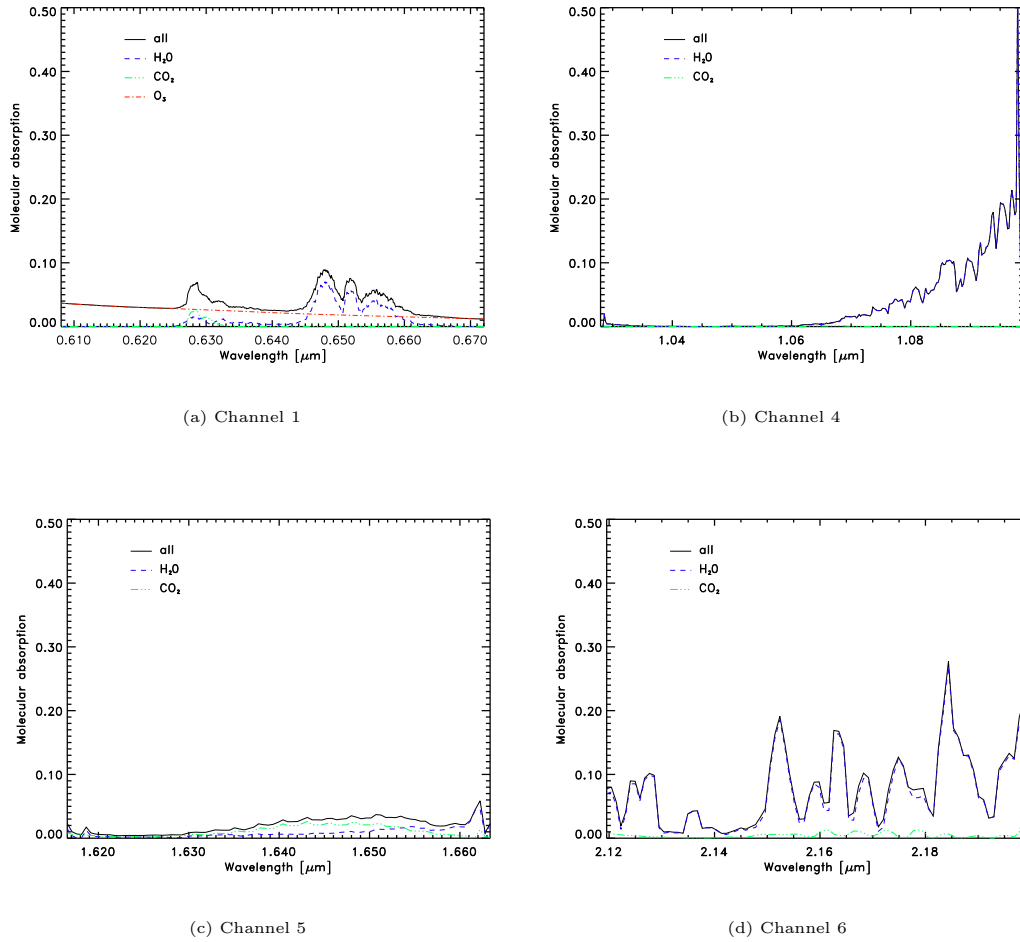 0.50
0.40
0.30
0.20
0.10
0.00
Molecular absorption
all
H₂O
CO₂
O₃
0.610 0.620 0.630 0.640 0.650 0.660 0.670
Wavelength [μm]
(a) Channel 1
0.50
0.40
0.30
0.20
0.10
0.00
Molecular absorption
all
H₂O
CO₂
1.04 1.06 1.08
Wavelength [μm]
(b) Channel 4
0.50
0.40
0.30
0.20
0.10
0.00
Molecular absorption
all
H₂O
CO₂
1.620 1.630 1.640 1.650 1.660
Wavelength [μm]
(c) Channel 5
0.50
0.40
0.30
0.20
0.10
0.00
Molecular absorption
all
H₂O
CO₂
2.12 2.14 2.16 2.18
Wavelength [μm]
(d) Channel 6